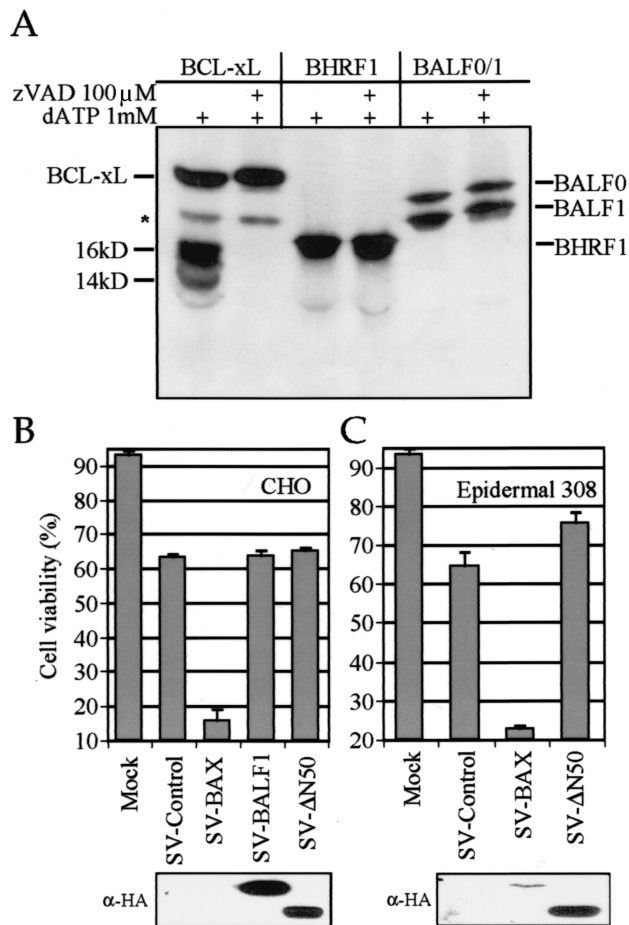 A
BCL-xL BHRF1 BALF0/1
zVAD 100 µM + + +
dATP 1mM + + + + + +
BCL-xL
*
16kD
14kD
BALF0
BALF1
BHRF1
B
Cell viability (%)
90
80
70
60
50
40
30
20
10
CHO
Mock
SV-Control
SV-BAX
SV-BALF1
SV-ΔN50
α-HA
C
90
80
70
60
50
40
30
20
Epidermal 308
Mock
SV-Control
SV-BAX
SV-ΔN50
α-HA